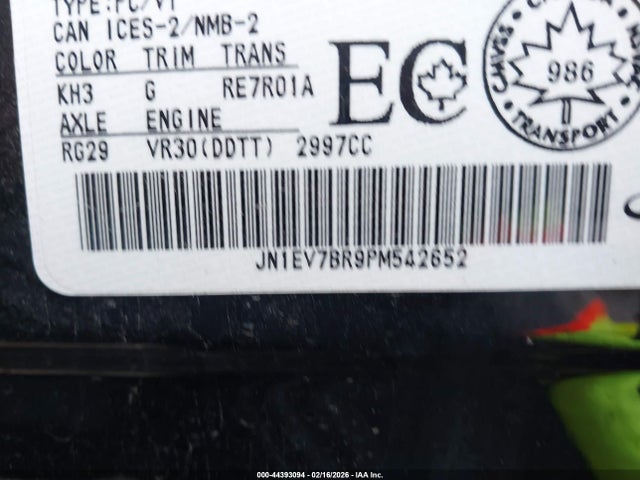 TYPE:PC/VT
CAN ICES-2/NMB-2
COLOR TRIM TRANS
KH3 G RE7R01A
AXLE ENGINE
RG29 VR30(DDTT) 2997CC
EC
986
TRANSPORT
JN1EV7BR9PM542652
000-44393094 - 02/16/2026 - IAA Inc.